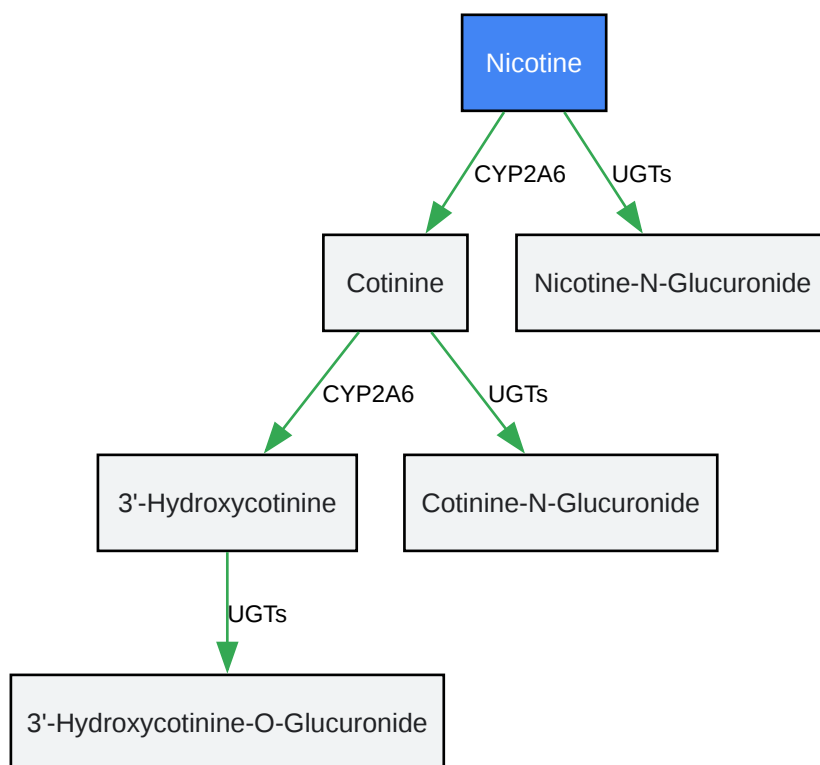 Nicotine
CYP2A6
UGTs
Cotinine
Nicotine-N-Glucuronide
CYP2A6
UGTs
3'-Hydroxycotinine
Cotinine-N-Glucuronide
UGTs
3'-Hydroxycotinine-O-Glucuronide